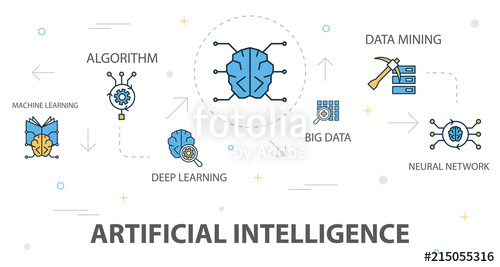 DATA MINING
ALGORITHM
MACHINE LEARNING
fotolia
by Adobe
BIG DATA
NEURAL NETWORK
DEEP LEARNING
ARTIFICIAL INTELLIGENCE
#215055316